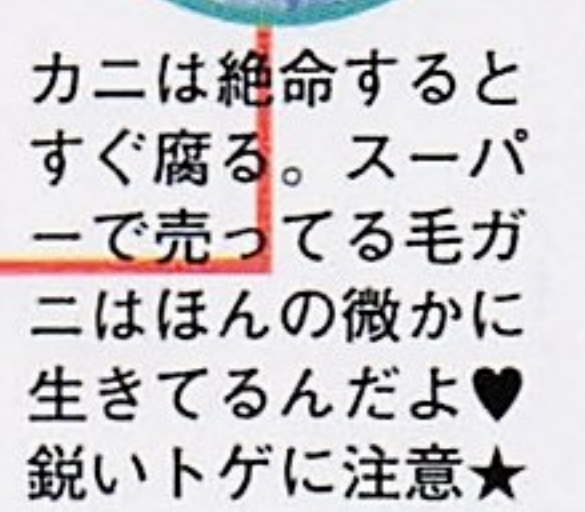 カニは絶命すると
すぐ腐る。スーパ
ーで売ってる毛ガ
ニはほんの微かに
生きてるんだよ♥
鋭いトゲに注意★